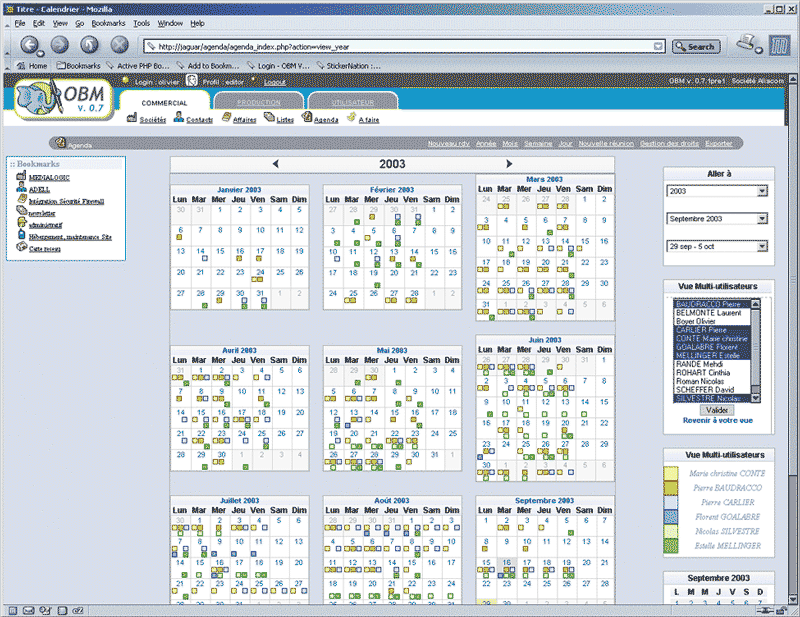 Titre - Calendrier - Mozilla
File Edit View Go Bookmarks Tools Window Help
http://jaguar/agenda/agenda_index.php?action=view_year
Search
Home Bookmarks Active PHP Bo... Add to Bookm... Login - OBM V... StickerNation :...
Login : olivier Profil : editor Logout
OBM v. 0.7.1pre1 Société Aliacom
OBM
v. 0.7
COMMERCIAL PRODUCTION UTILISATEUR
Sociétés Contacts Affaires Listes Agenda A faire
Agenda
Nouveau rdv Année Mois Semaine Jour Nouvelle réunion Gestion des droits Exporter
:: Bookmarks
MEDIALOGIC
ADELL
Intégration Sécurité Firewall
newsletter
administratif
Hébergement, maintenance Site
2003
Janvier 2003
Lun Mar Mer Jeu Ven Sam Dim
30 31 1 2 3 4 5
6 7 8 9 10 11 12
13 14 15 16 17 18 19
20 21 22 23 24 25 26
27 28 29 30 31 1 2
Février 2003
Lun Mar Mer Jeu Ven Sam Dim
27 28 29 30 31 1 2
3 4 5 6 7 8 9
10 11 12 13 14 15 16
17 18 19 20 21 22 23
24 25 26 27 28 1 2
Mars 2003
Lun Mar Mer Jeu Ven Sam Dim
24 25 26 27 28 1 2
3 4 5 6 7 8 9
10 11 12 13 14 15 16
17 18 19 20 21 22 23
24 25 26 27 28 29 30
31 1 2 3 4 5 6
Avril 2003
Lun Mar Mer Jeu Ven Sam Dim
31 1 2 3 4 5 6
7 8 9 10 11 12 13
14 15 16 17 18 19 20
21 22 23 24 25 26 27
28 29 30 1 2 3 4
Mai 2003
Lun Mar Mer Jeu Ven Sam Dim
28 29 30 1 2 3 4
5 6 7 8 9 10 11
12 13 14 15 16 17 18
19 20 21 22 23 24 25
26 27 28 29 30 31 1
Juin 2003
Lun Mar Mer Jeu Ven Sam Dim
26 27 28 29 30 31 1
2 3 4 5 6 7 8
9 10 11 12 13 14 15
16 17 18 19 20 21 22
23 24 25 26 27 28 29
30 1 2 3 4 5 6
Juillet 2003
Lun Mar Mer Jeu Ven Sam Dim
30 1 2 3 4 5 6
7 8 9 10 11 12 13
14 15 16 17 18 19 20
21 22 23 24 25 26 27
Août 2003
Lun Mar Mer Jeu Ven Sam Dim
28 29 30 31 1 2 3
4 5 6 7 8 9 10
11 12 13 14 15 16 17
18 19 20 21 22 23 24
Septembre 2003
Lun Mar Mer Jeu Ven Sam Dim
1 2 3 4 5 6 7
8 9 10 11 12 13 14
15 16 17 18 19 20 21
22 23 24 25 26 27 28
29 30 1 2 3 4 5
Aller à
2003
Septembre 2003
29 sep - 5 oct
Vue Multi-utilisateurs
BAUDRACCO Pierre
BELMONTE Laurent
Boyer Olivier
CARLIER Pierre
CONTE Marie christine
GOALABRE Florent
MELLINGER Estelle
RANDE Mehdi
ROHART Cinthia
Roman Nicolas
SCHEFFER David
SILVESTRE Nicolas
Valider
Revenir à votre vue
Vue Multi-utilisateurs
Marie christine CONTE
Pierre BAUDRACCO
Pierre CARLIER
Florent GOALABRE
Nicolas SILVESTRE
Estelle MELLINGER
Septembre 2003
L M M J V S D
1 2 3 4 5 6 7